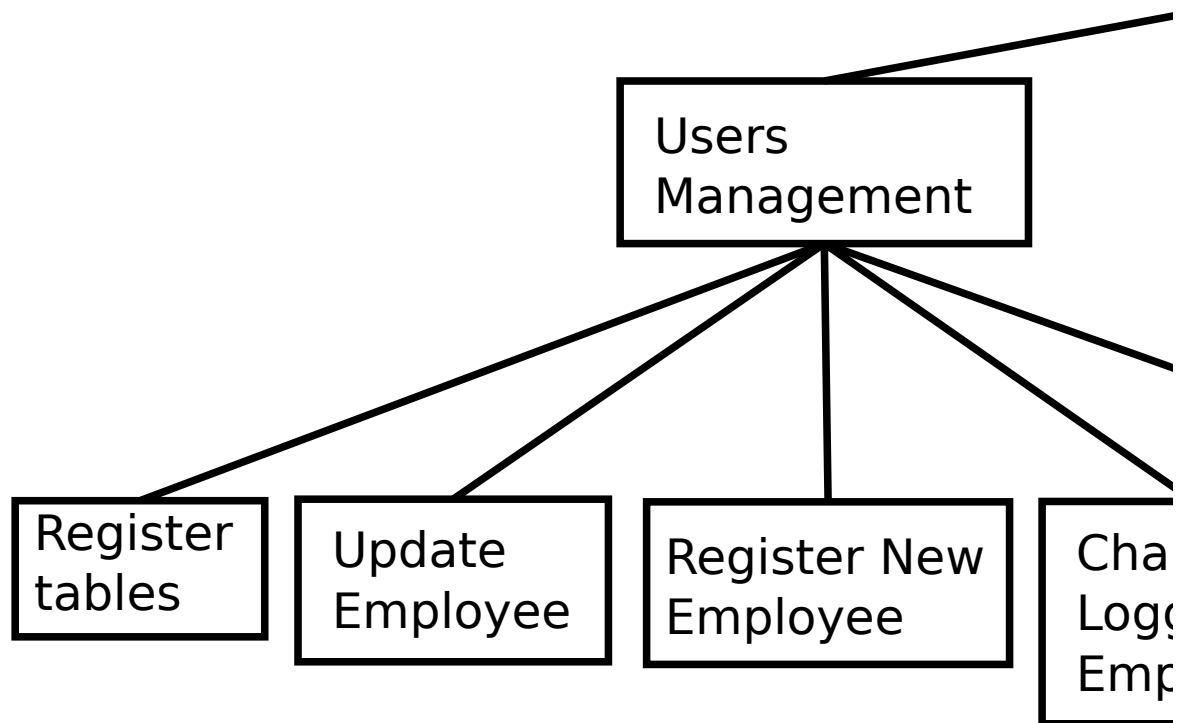 Users
Management
Register
tables
Update
Employee
Register New
Employee